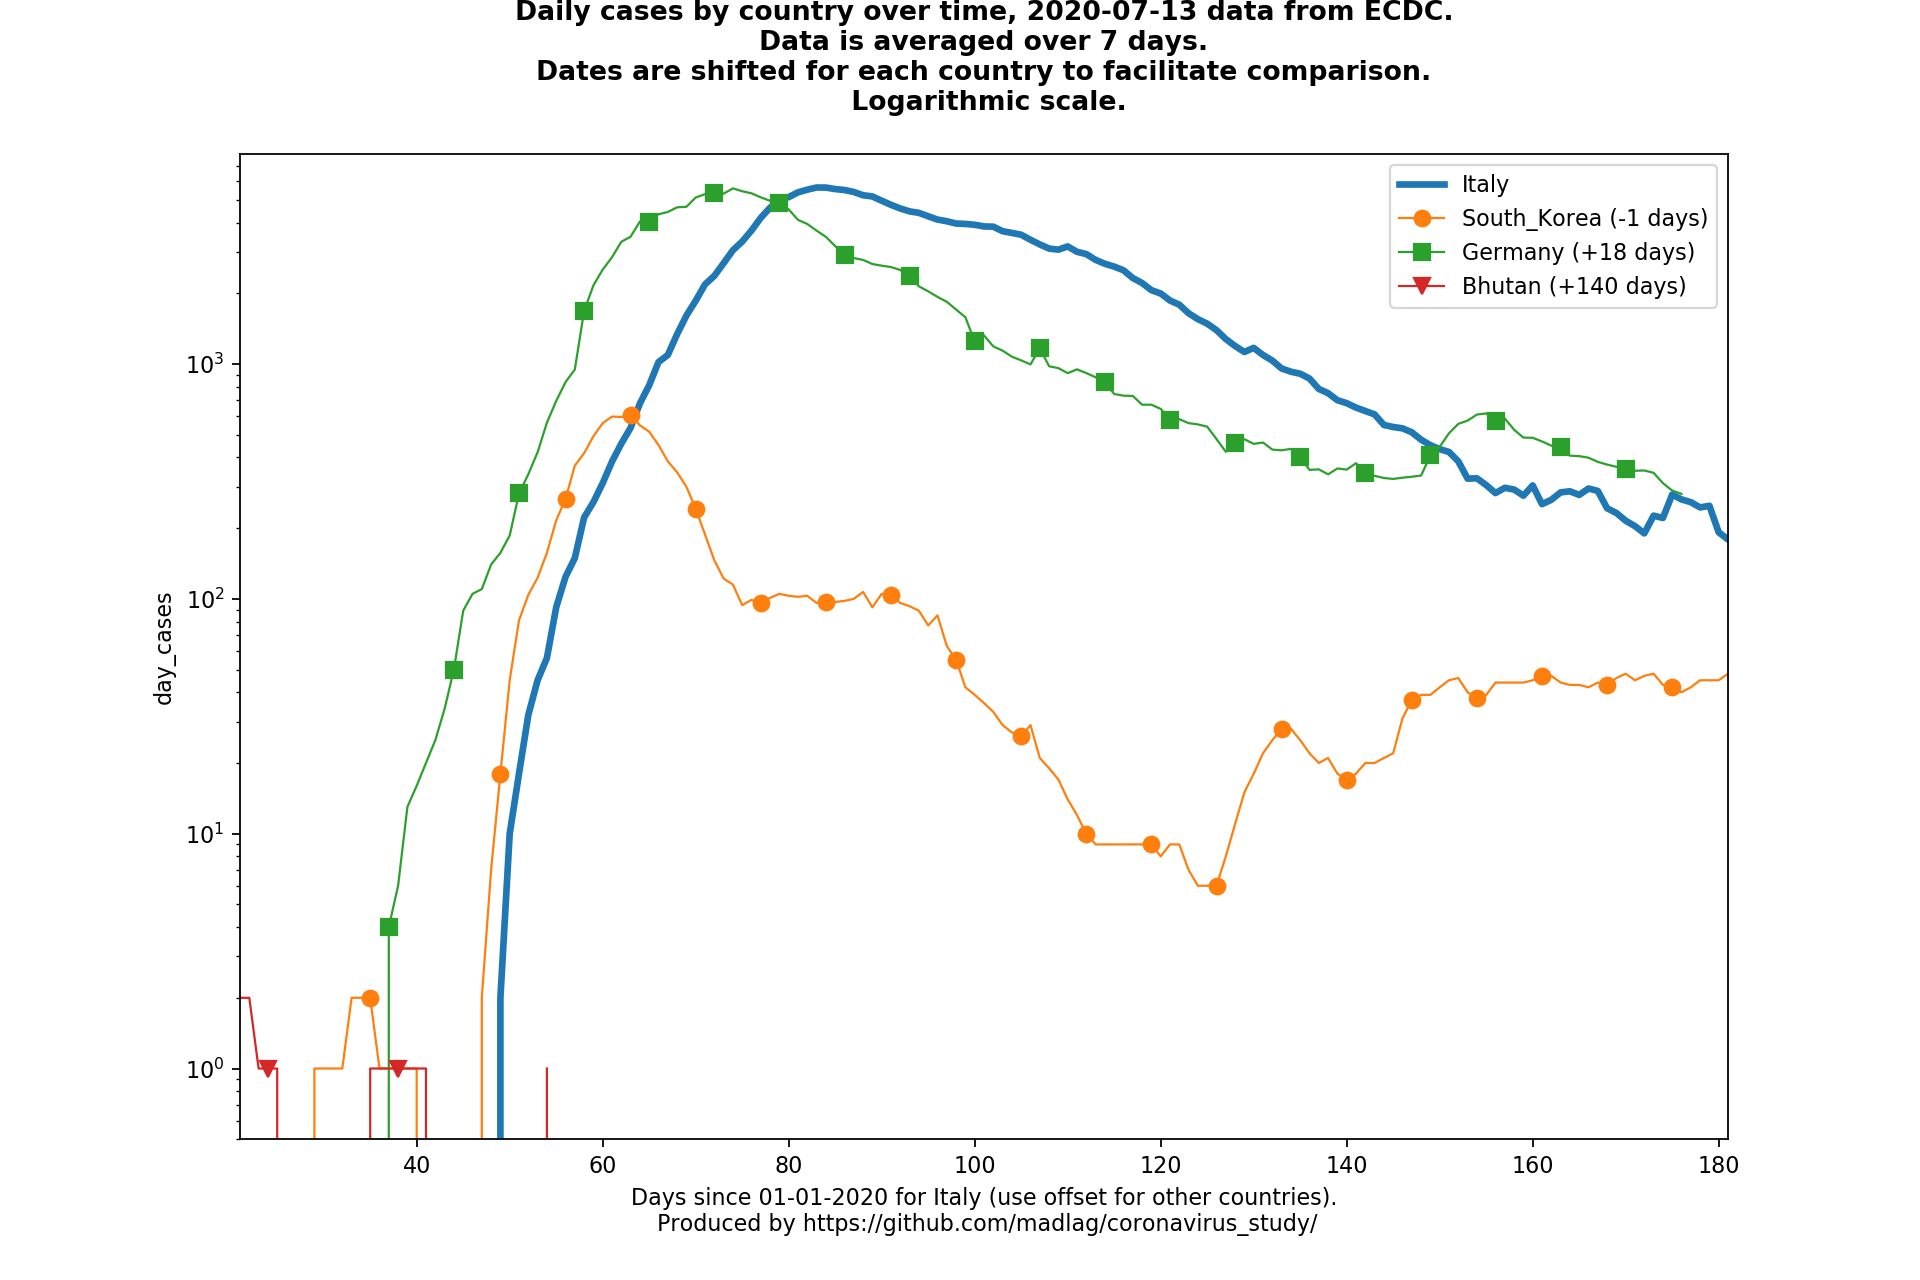 Daily cases by country over time, 2020-07-13 data from ECDC.
Data is averaged over 7 days.
Dates are shifted for each country to facilitate comparison.
Logarithmic scale.
Italy
South_Korea (-1 days)
Germany (+18 days)
Bhutan (+140 days)
day_cases
10³
10²
10¹
10⁰
40 60 80 100 120 140 160 180
Days since 01-01-2020 for Italy (use offset for other countries).
Produced by https://github.com/madlag/coronavirus_study/